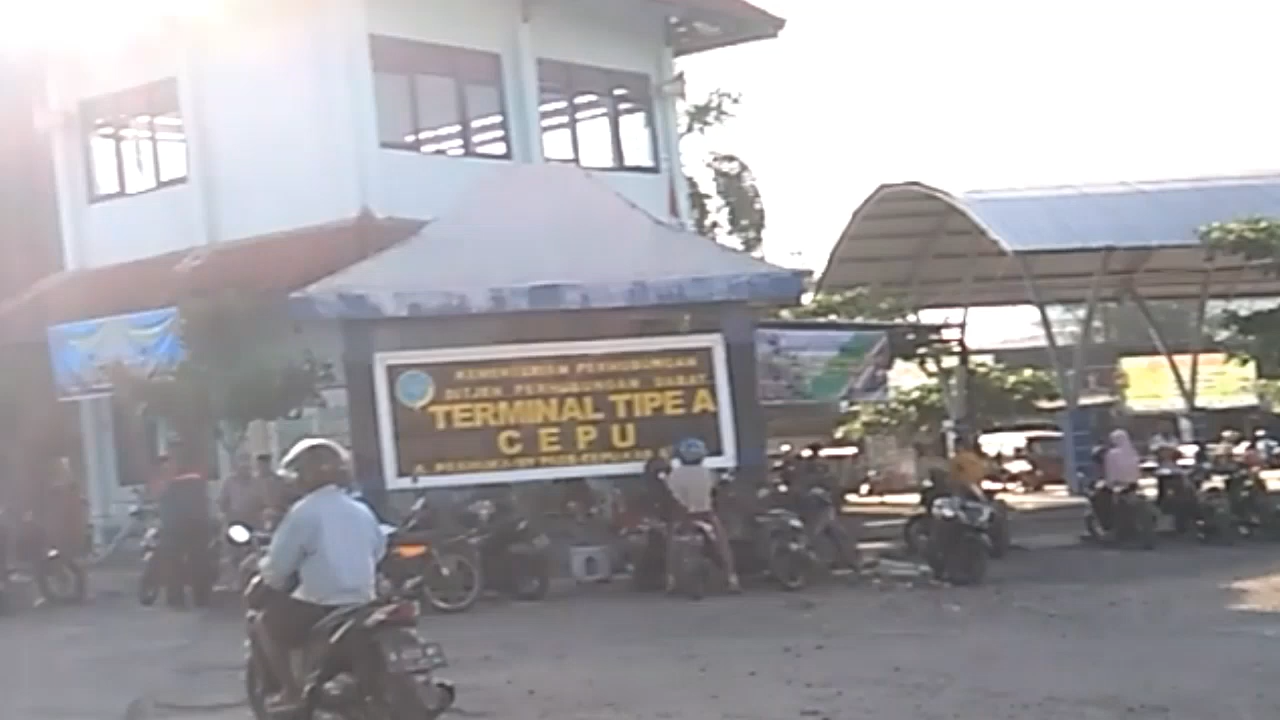 KEMENTERIAN PERHUBUNGAN
DITJEN PERHUBUNGAN DARAT
TERMINAL TIPE A
CEPU